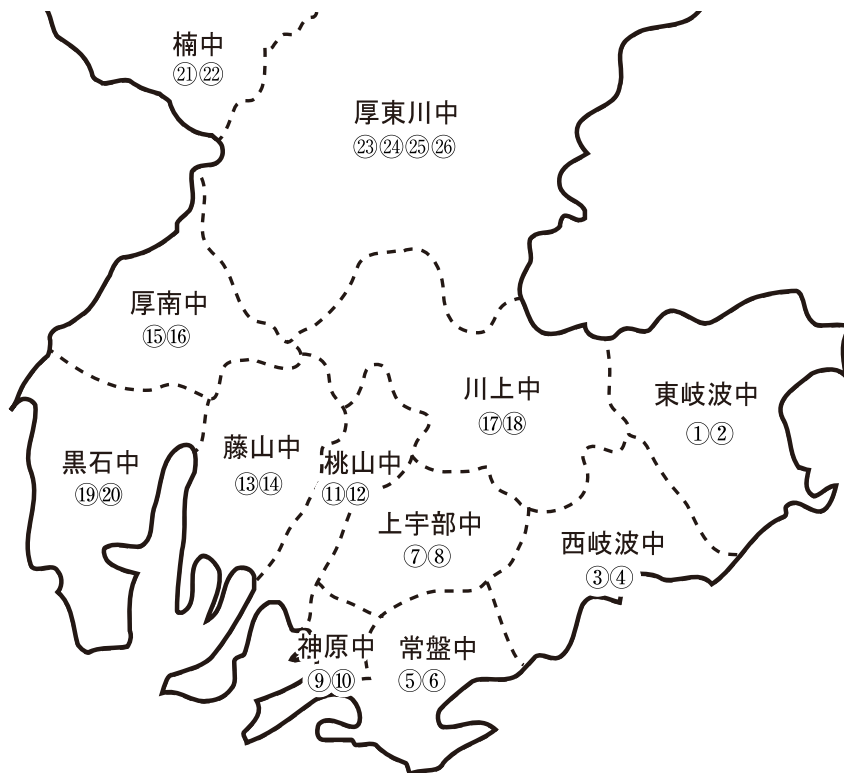 楠中
㉑㉒
厚東川中
㉓㉔㉕㉖
厚南中
⑮⑯
川上中
⑰⑱
東岐波中
①②
藤山中
⑬⑭
黒石中
⑲⑳
桃山中
⑪⑫
上宇部中
⑦⑧
西岐波中
③④
神原中
⑨⑩
常盤中
⑤⑥